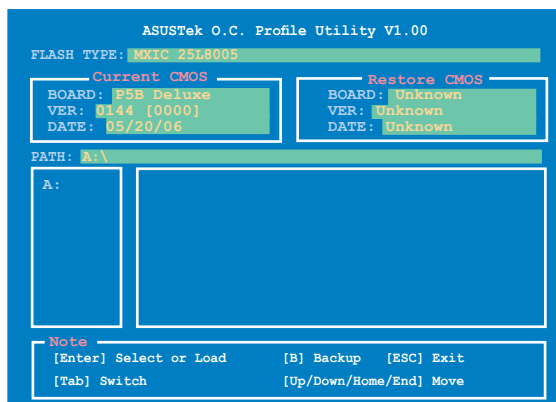 ASUSTek O.C. Profile Utility V1.00
FLASH TYPE: MXIC 25L8005
Current CMOS
BOARD: P5B Deluxe
VER: 0144 [0000]
DATE: 05/20/06
Restore CMOS
BOARD: Unknown
VER: Unknown
DATE: Unknown
PATH: A:\
A:
Note
[Enter] Select or Load [B] Backup [ESC] Exit
[Tab] Switch [Up/Down/Home/End] Move